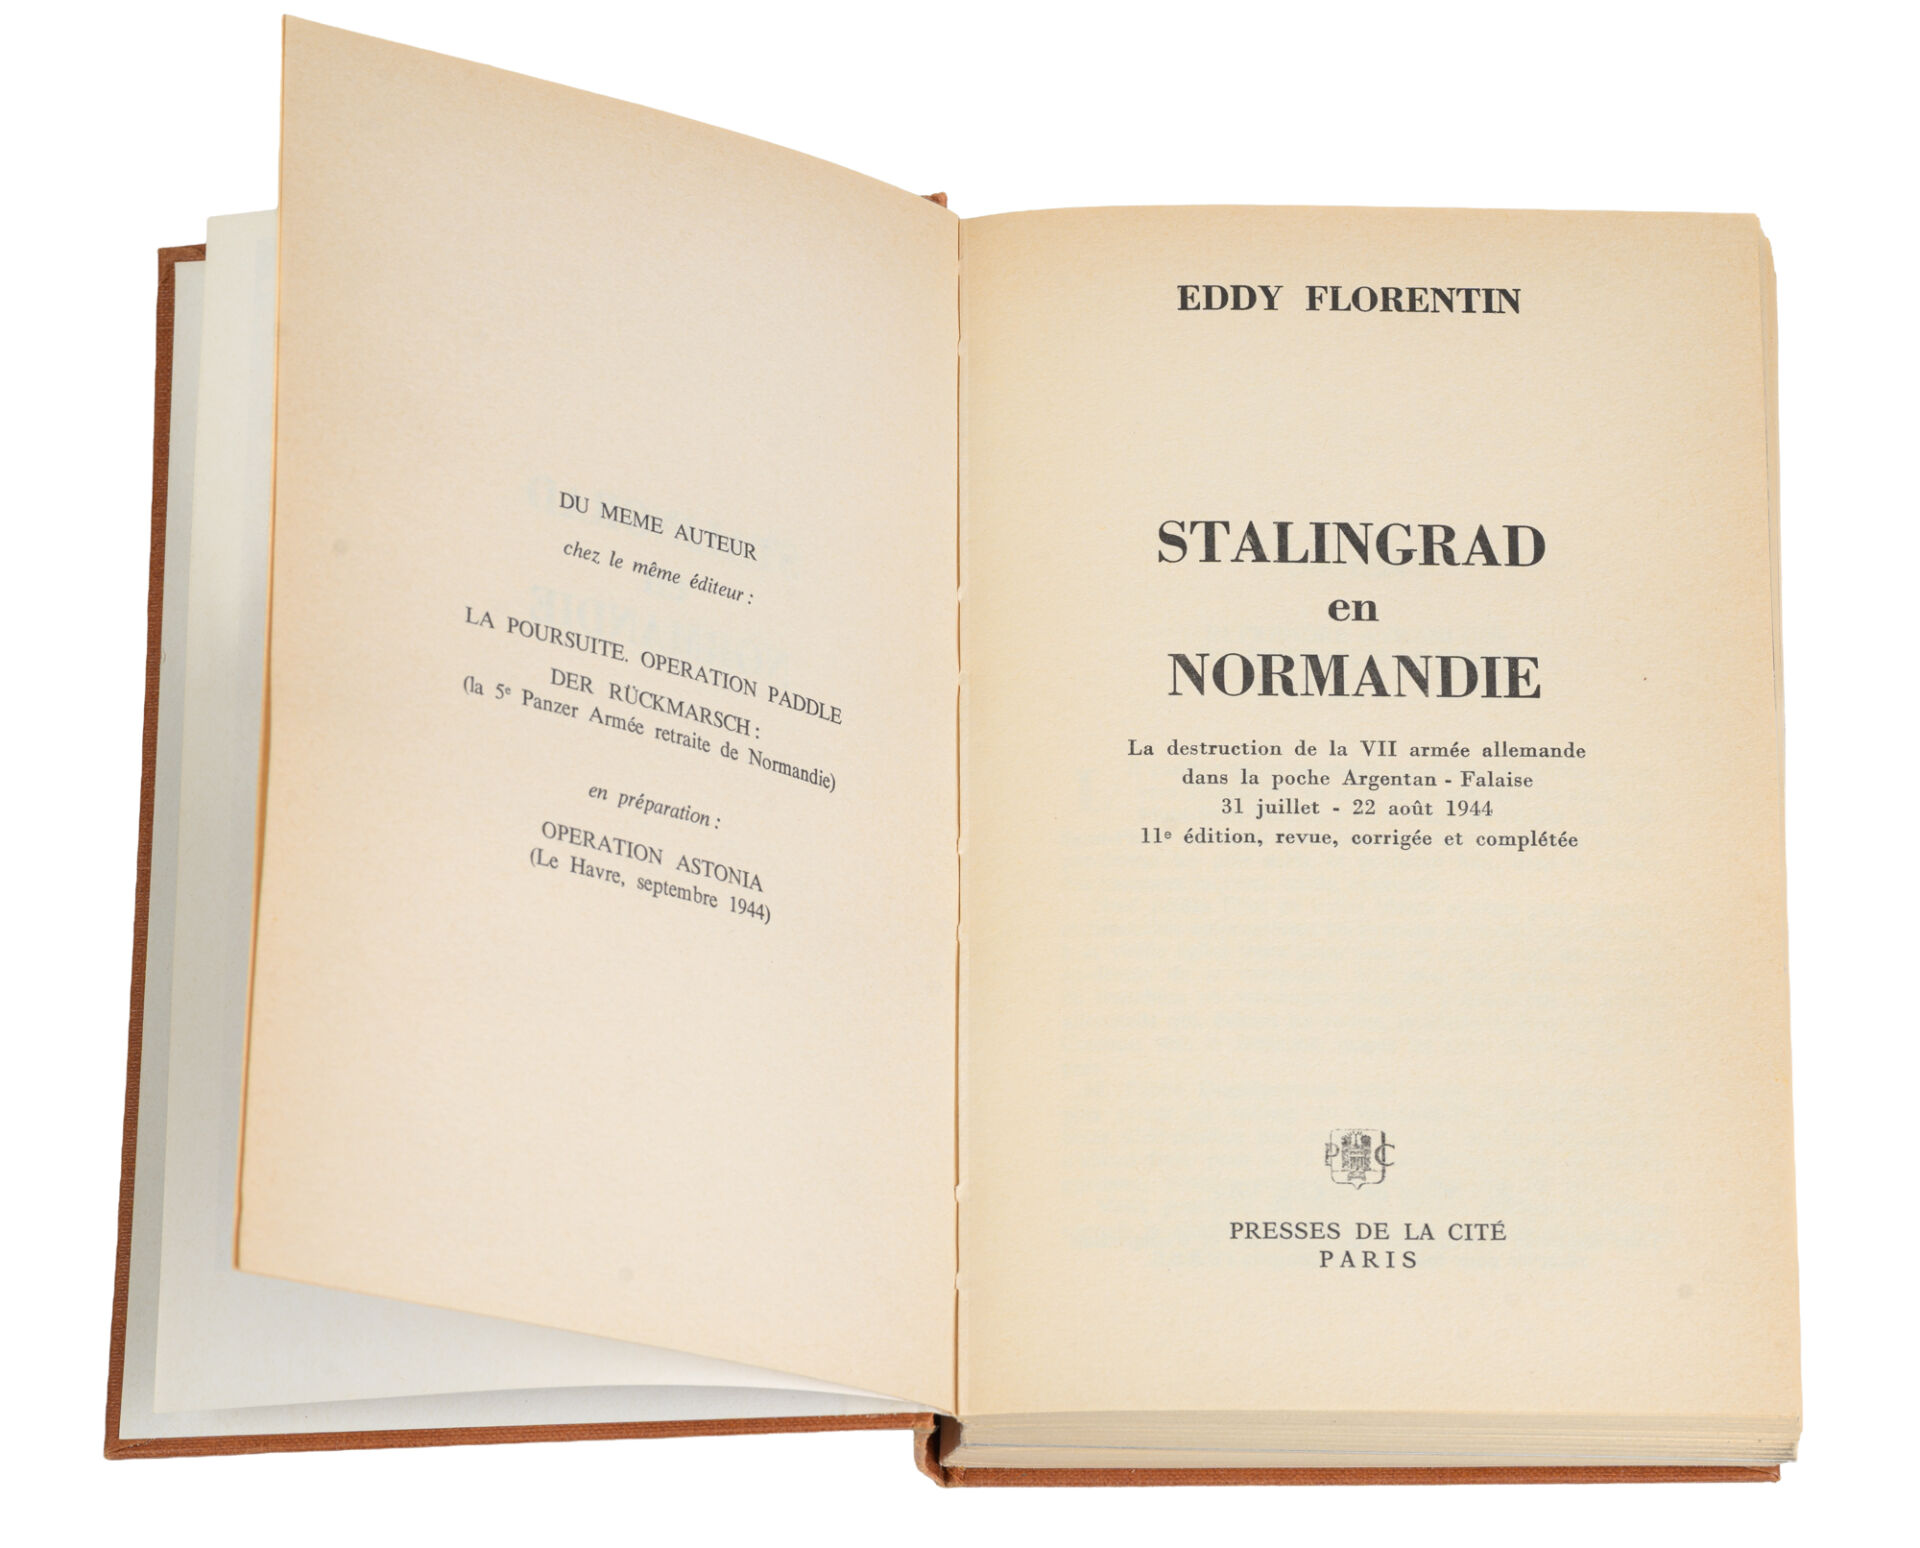 DU MEME AUTEUR
chez le même éditeur :
LA POURSUITE. OPERATION PADDLE
DER RÜCKMARSCH :
(la 5e Panzer Armée retraite de Normandie)
en préparation :
OPERATION ASTONIA
(Le Havre, septembre 1944)
EDDY FLORENTIN
STALINGRAD
en
NORMANDIE
La destruction de la VII armée allemande
dans la poche Argentan - Falaise
31 juillet - 22 août 1944
11e édition, revue, corrigée et complétée
P C
PRESSES DE LA CITÉ
PARIS